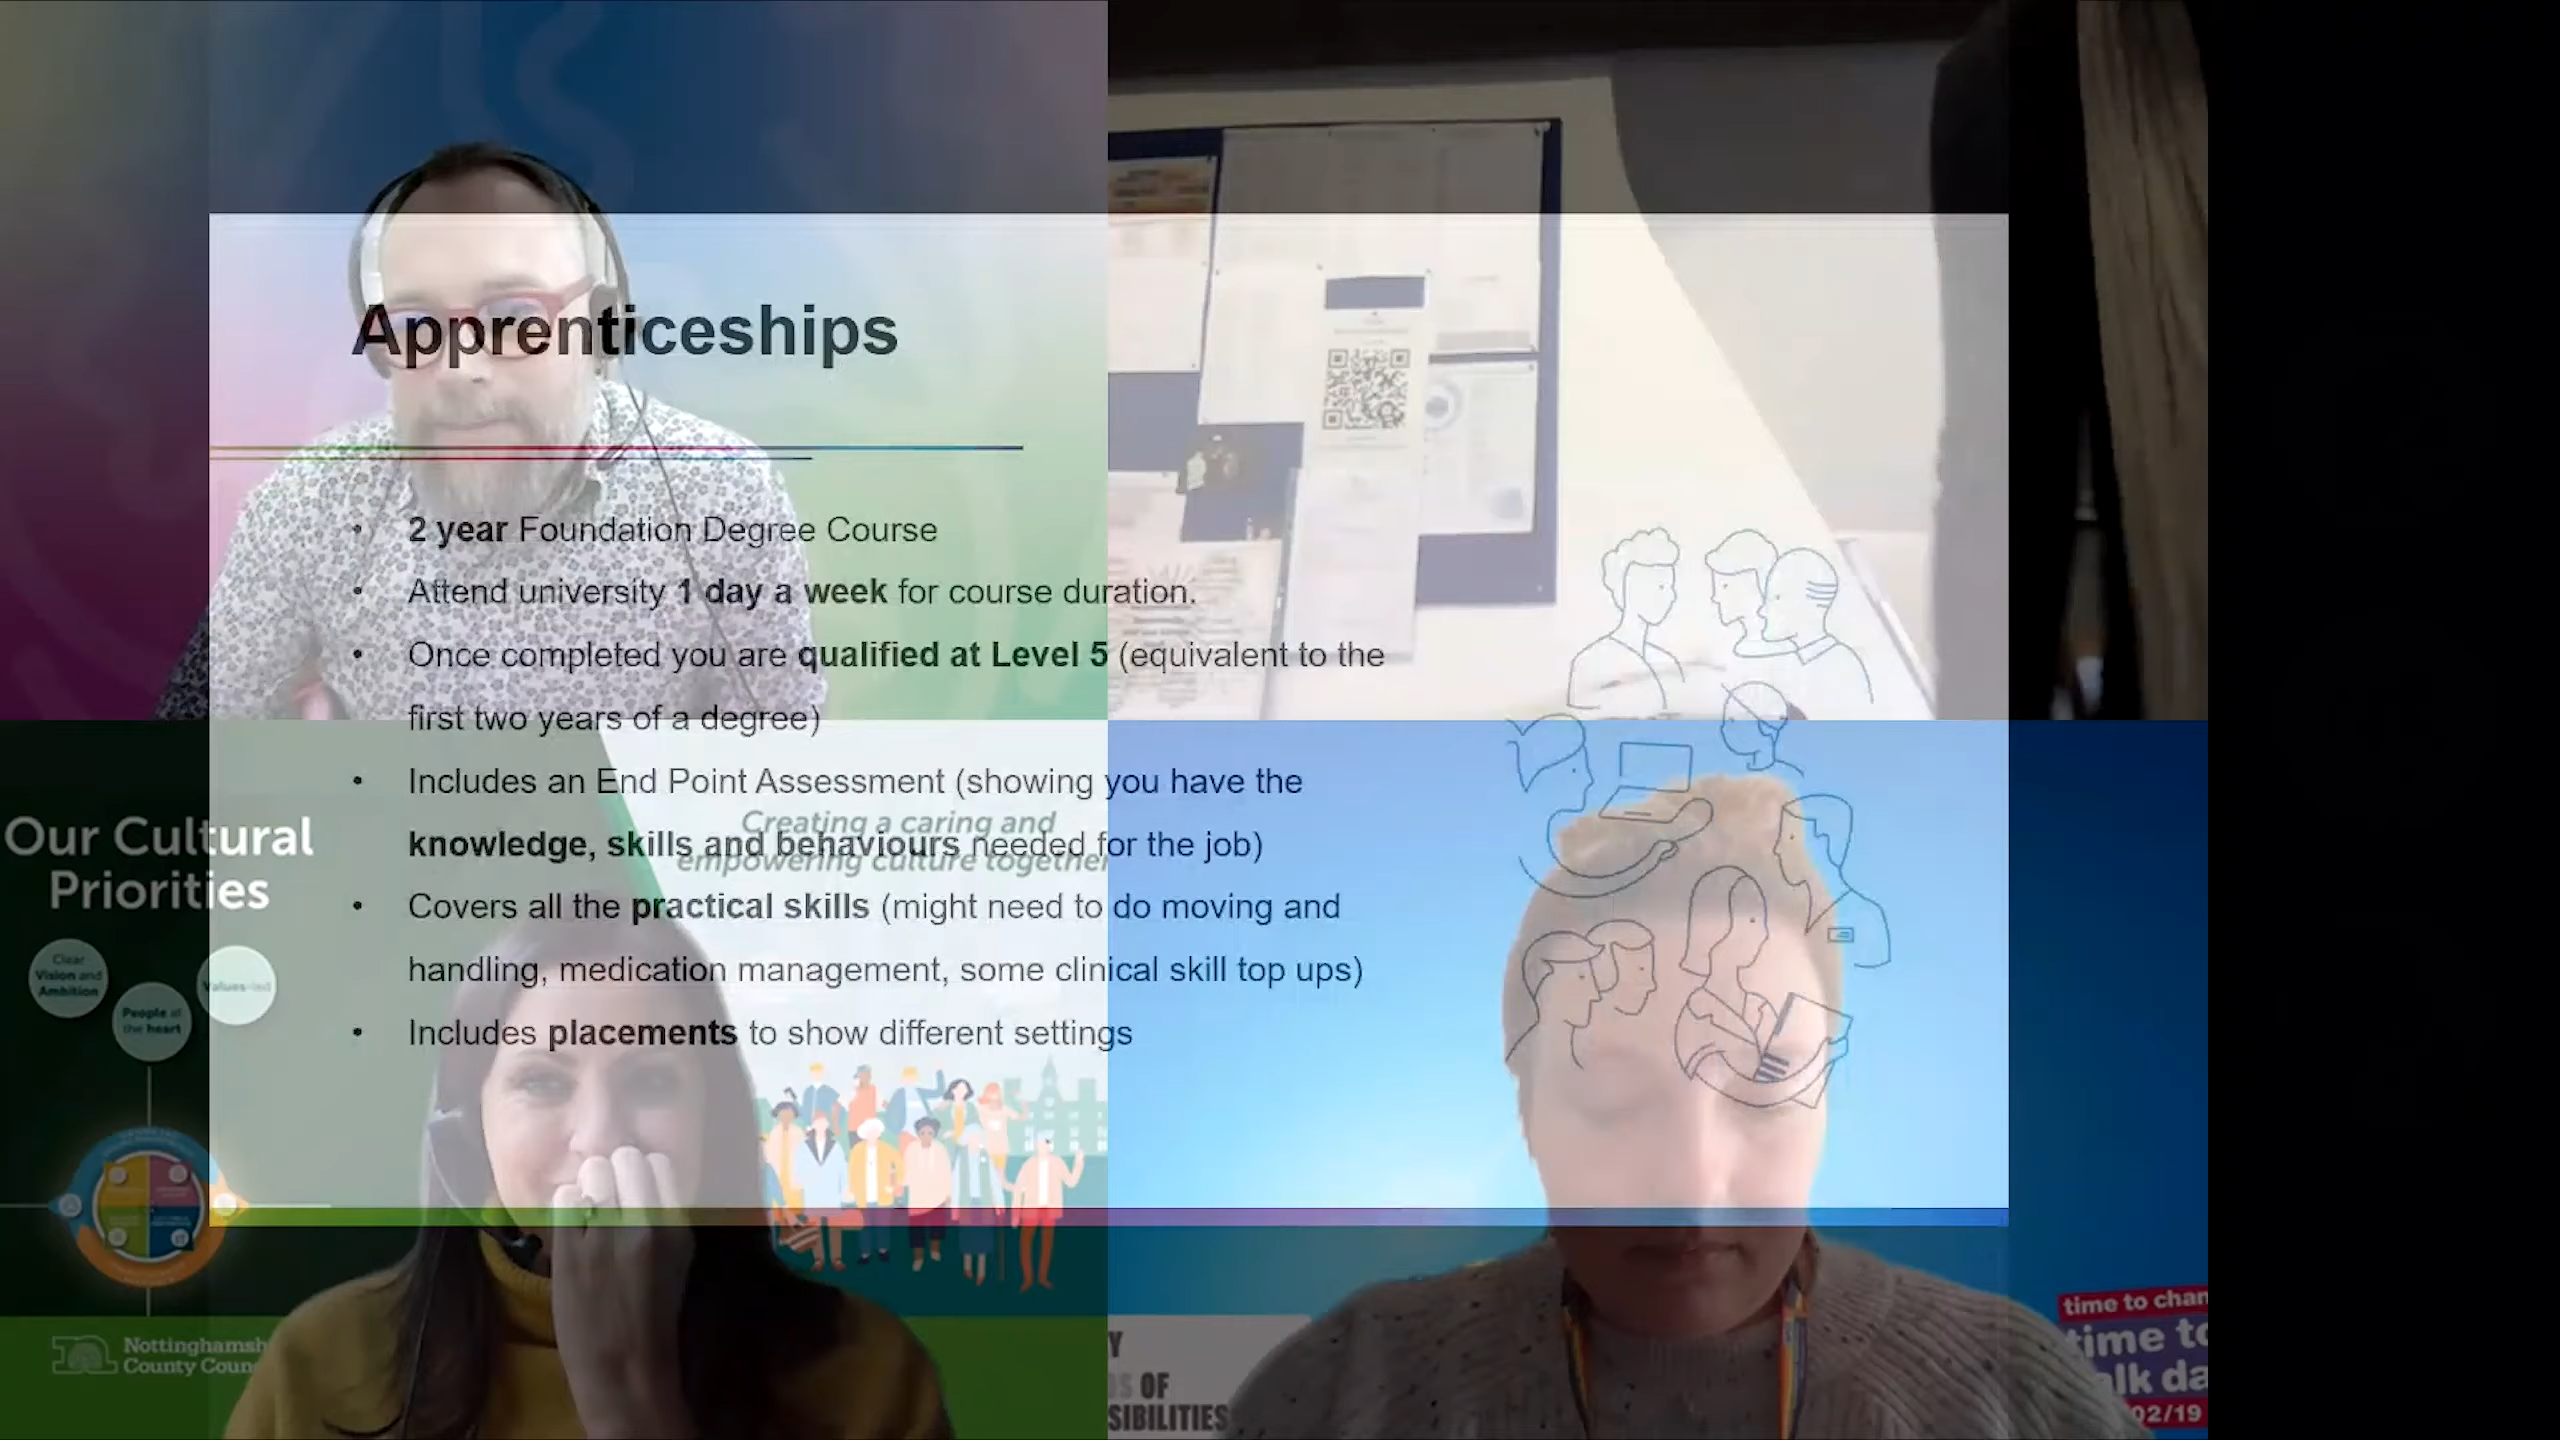 Apprenticeships
2 year Foundation Degree Course
Attend university 1 day a week for course duration.
Once completed you are qualified at Level 5 (equivalent to the
first two years of a degree)
Includes an End Point Assessment (showing you have the
knowledge, skills and behaviours needed for the job)
Covers all the practical skills (might need to do moving and
handling, medication management, some clinical skill top ups)
Includes placements to show different settings
Creating a caring and
empowering culture together
Our Cultural
Priorities
Clear
Vision and
Ambition
People at
the heart
Values-led
Nottinghamsh
County Coun
Y
OF
SIBILITIES
time to chan
time to
alk da
02/19